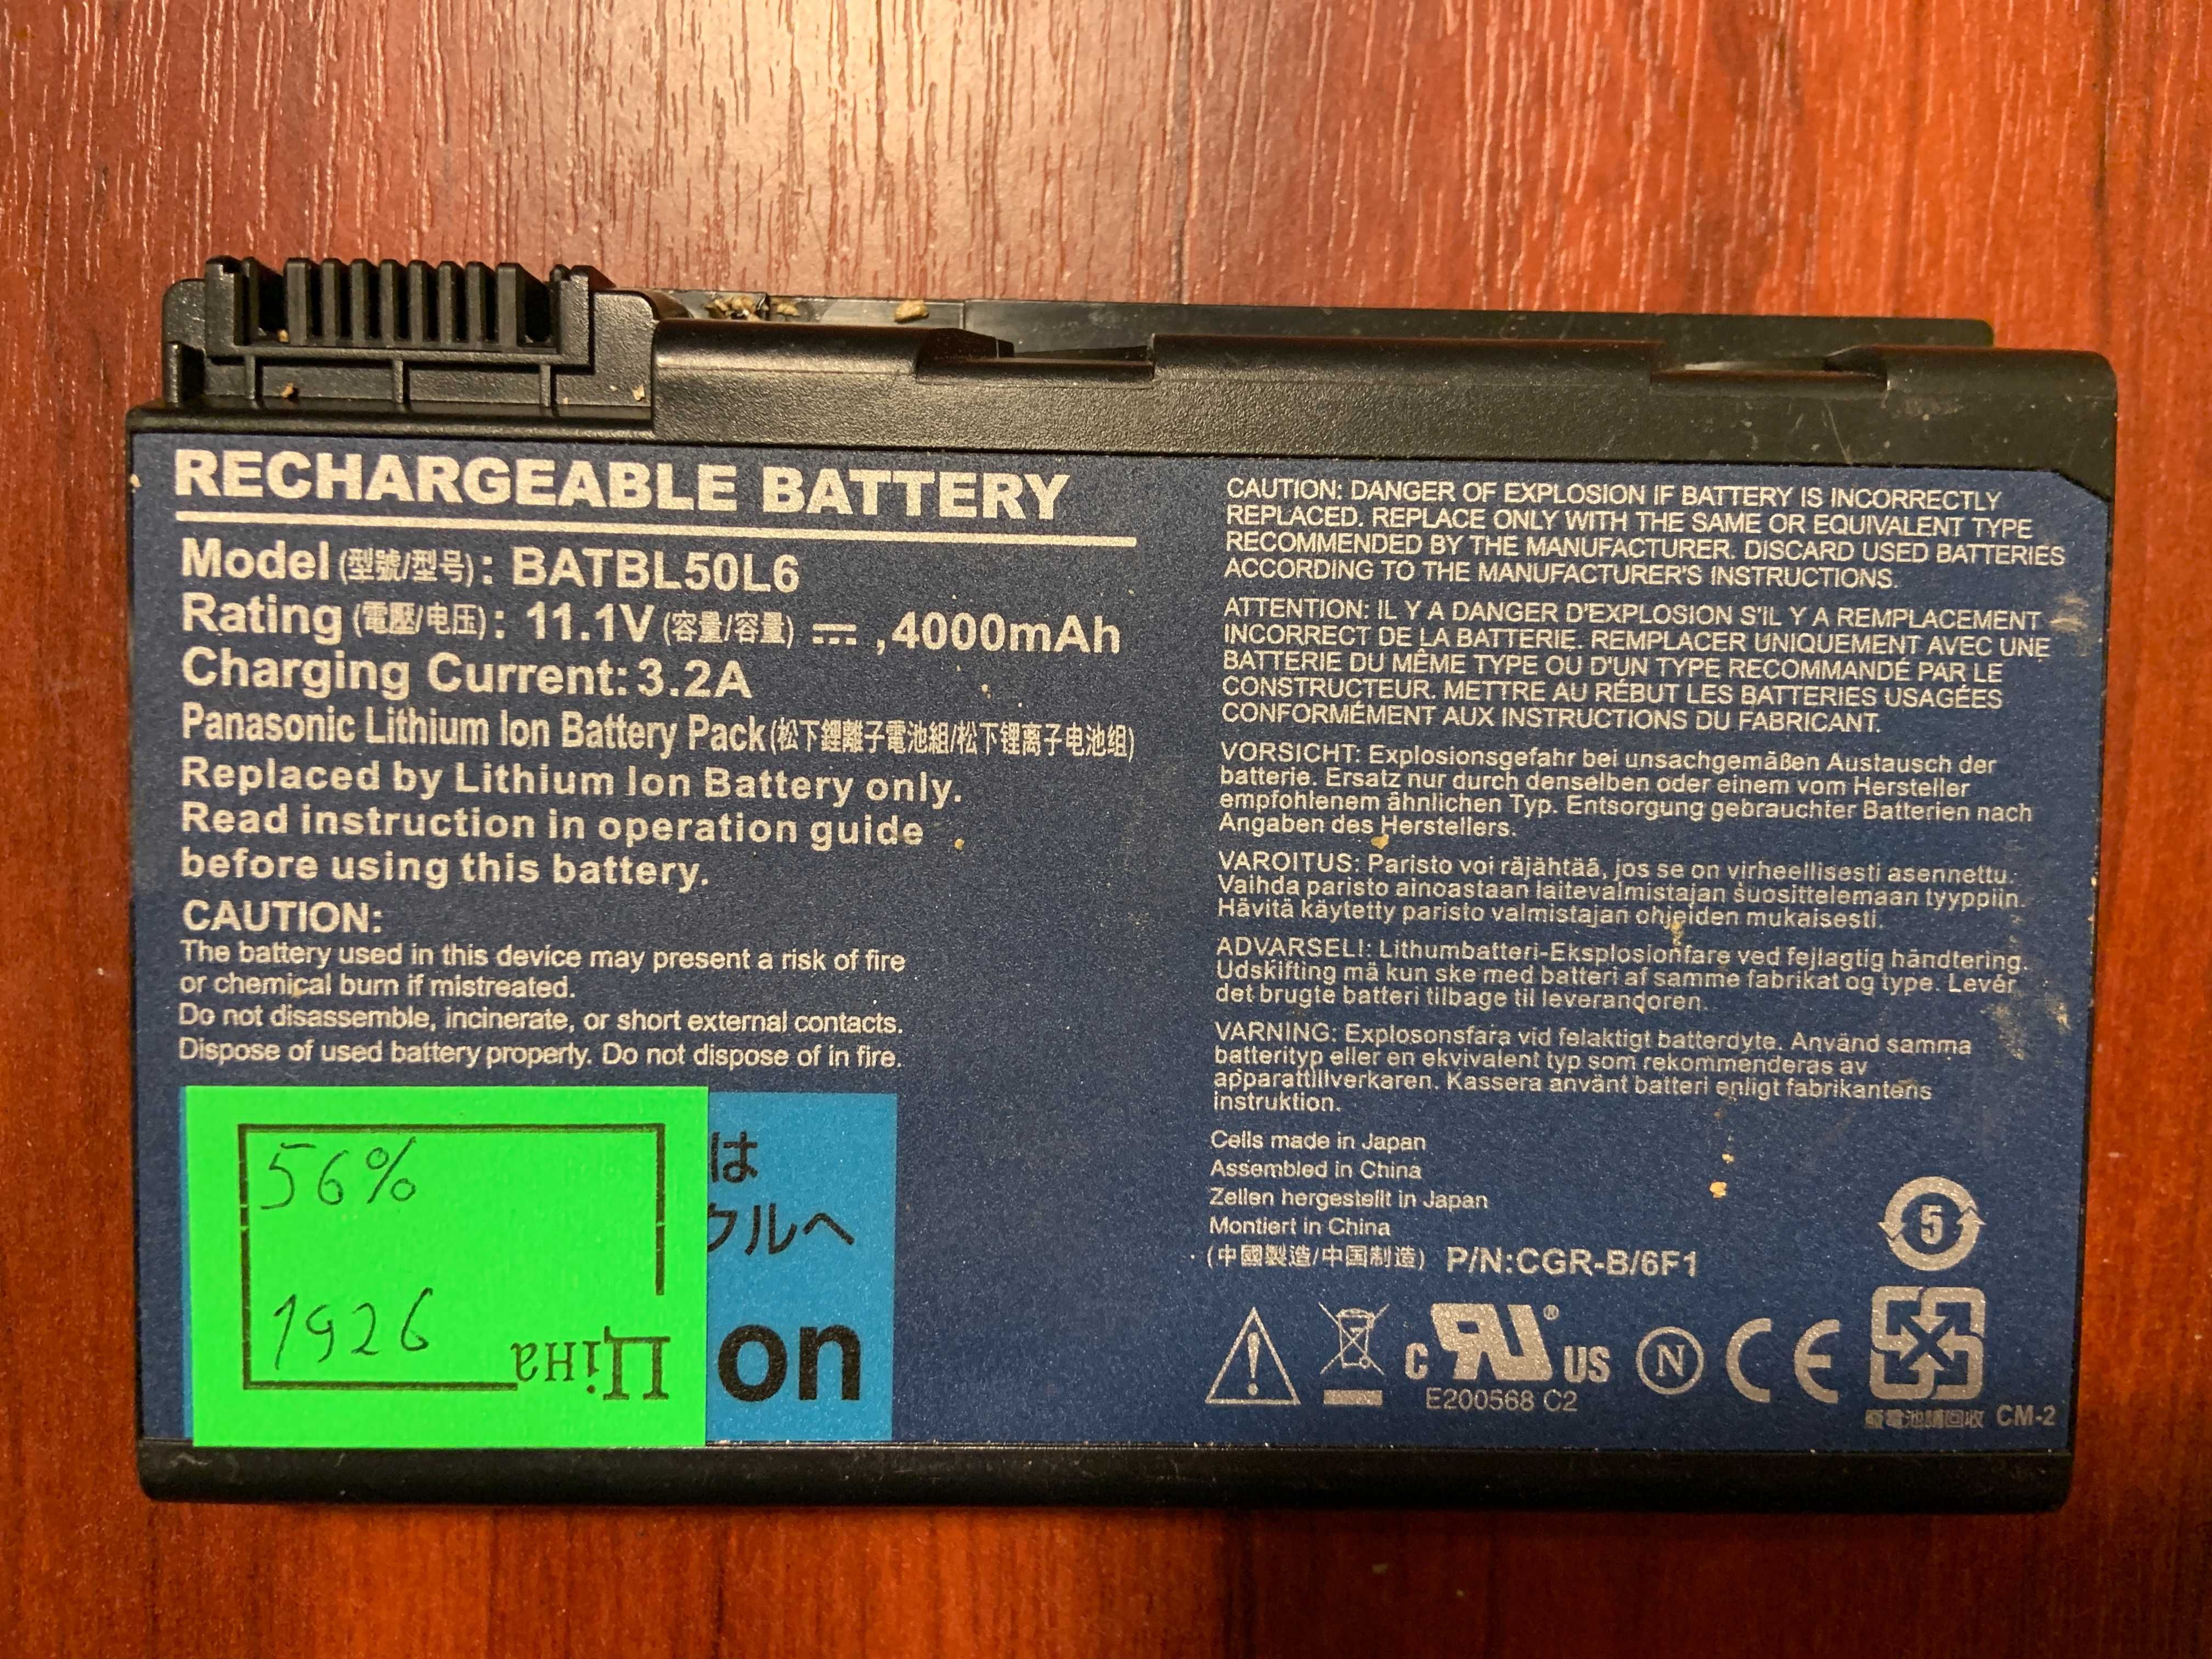 RECHARGEABLE BATTERY
Model (型號/型号): BATBL50L6
Rating (電壓/电压): 11.1V (容量/容量) ⎓ ,4000mAh
Charging Current: 3.2A
Panasonic Lithium Ion Battery Pack (松下鋰離子電池組/松下锂离子电池组)
Replaced by Lithium Ion Battery only.
Read instruction in operation guide
before using this battery.
CAUTION:
The battery used in this device may present a risk of fire
or chemical burn if mistreated.
Do not disassemble, incinerate, or short external contacts.
Dispose of used battery properly. Do not dispose of in fire.
56%
1926
Ціна
は
クルへ
on
CAUTION: DANGER OF EXPLOSION IF BATTERY IS INCORRECTLY
REPLACED. REPLACE ONLY WITH THE SAME OR EQUIVALENT TYPE
RECOMMENDED BY THE MANUFACTURER. DISCARD USED BATTERIES
ACCORDING TO THE MANUFACTURER'S INSTRUCTIONS.
ATTENTION: IL Y A DANGER D'EXPLOSION S'IL Y A REMPLACEMENT
INCORRECT DE LA BATTERIE. REMPLACER UNIQUEMENT AVEC UNE
BATTERIE DU MÊME TYPE OU D'UN TYPE RECOMMANDÉ PAR LE
CONSTRUCTEUR. METTRE AU RÉBUT LES BATTERIES USAGÉES
CONFORMÉMENT AUX INSTRUCTIONS DU FABRICANT.
VORSICHT: Explosionsgefahr bei unsachgemäßen Austausch der
batterie. Ersatz nur durch denselben oder einem vom Hersteller
empfohlenem ähnlichen Typ. Entsorgung gebrauchter Batterien nach
Angaben des Herstellers.
VAROITUS: Paristo voi räjähtää, jos se on virheellisesti asennettu.
Vaihda paristo ainoastaan laitevalmistajan suosittelemaan tyyppiin.
Hävitä käytetty paristo valmistajan ohjeiden mukaisesti.
ADVARSEL!: Lithumbatteri-Eksplosionfare ved fejlagtig håndtering.
Udskifting må kun ske med batteri af samme fabrikat og type. Levér
det brugte batteri tilbage til leverandoren.
VARNING: Explosonsfara vid felaktigt batterdyte. Använd samma
batterityp eller en ekvivalent typ som rekommenderas av
apparattillverkaren. Kassera använt batteri enligt fabrikantens
instruktion.
Cells made in Japan
Assembled in China
Zellen hergestellt in Japan
Montiert in China
(中國製造/中国制造) P/N:CGR-B/6F1
5
c RU ® US N CE
E200568 C2
廢電池請回收 CM-2